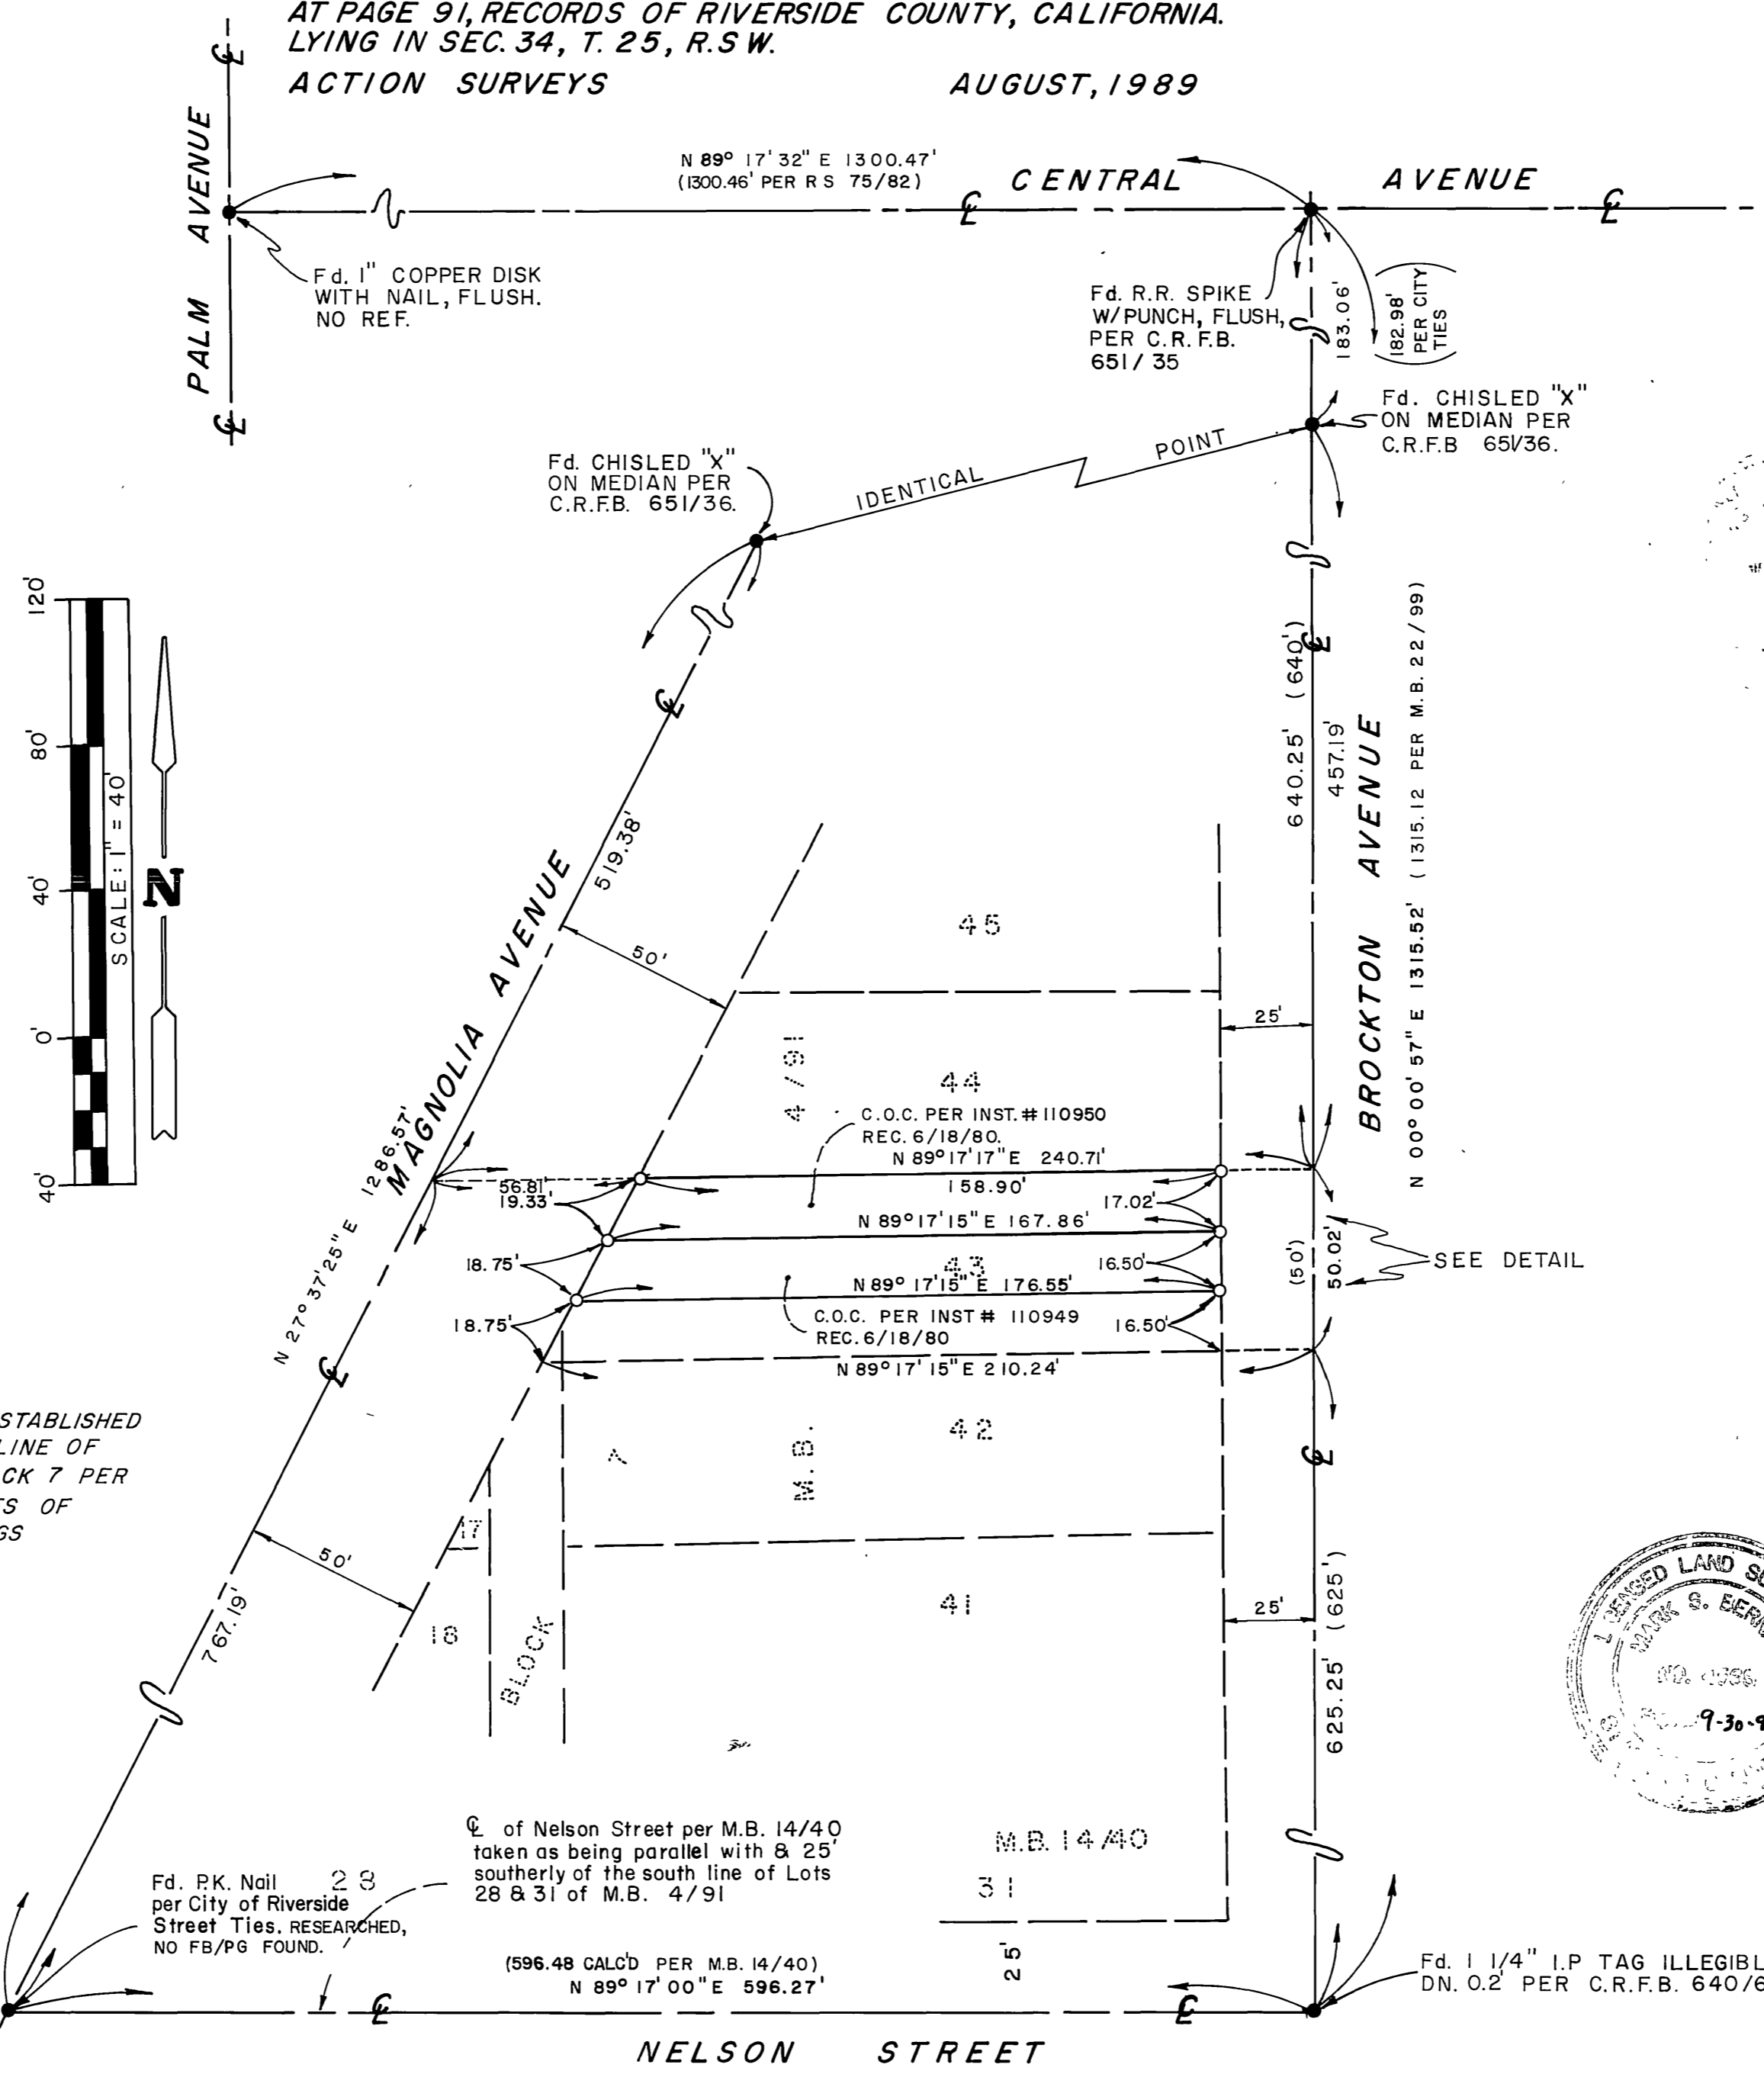 AT PAGE 91, RECORDS OF RIVERSIDE COUNTY, CALIFORNIA.
LYING IN SEC. 34, T. 25, R.5 W.
ACTION SURVEYS
AUGUST, 1989
PALM AVENUE
N 89° 17' 32" E 1300.47'
(1300.46' PER R S 75/82)
CENTRAL AVENUE
Fd. 1" COPPER DISK
WITH NAIL, FLUSH.
NO REF.
Fd. R.R. SPIKE
W/PUNCH, FLUSH,
PER C.R.F.B.
651/35
183.06'
(182.98'
PER CITY
TIES)
Fd. CHISLED "X"
ON MEDIAN PER
C.R.F.B 651/36.
Fd. CHISLED "X"
ON MEDIAN PER
C.R.F.B. 651/36.
IDENTICAL POINT
120'
80'
40'
0'
40'
SCALE: 1" = 40'
N
640.25' (640')
457.19'
BROCKTON AVENUE
N 00° 00' 57" E 1315.52' (1315.12 PER M.B. 22/99)
519.38'
MAGNOLIA AVENUE
N 27° 37' 25" E 1286.57'
50'
45
25'
4/91
44
C.O.C. PER INST. # 110950
REC. 6/18/80.
N 89° 17' 17" E 240.71'
56.81'
158.90'
19.33'
17.02'
N 89° 17' 15" E 167.86'
18.75'
43
16.50'
(50')
50.02'
SEE DETAIL
N 89° 17' 15" E 176.55'
C.O.C. PER INST # 110949
REC. 6/18/80
18.75'
16.50'
N 89° 17' 15" E 210.24'
STABLISHED
LINE OF
CK 7 PER
TS OF
GS
42
M.B.
7
17
50'
767.19'
18
BLOCK
41
25'
625.25' (625')
LICENSED LAND SU
MARK S. BER
9-30-9
℄ of Nelson Street per M.B. 14/40
taken as being parallel with & 25'
southerly of the south line of Lots
28 & 31 of M.B. 4/91
M.B. 14/40
31
28
Fd. P.K. Nail
per City of Riverside
Street Ties. RESEARCHED,
NO FB/PG FOUND.
25'
(596.48 CALC'D PER M.B. 14/40)
N 89° 17' 00" E 596.27'
Fd. 1 1/4" I.P TAG ILLEGIBL
DN. 0.2' PER C.R.F.B. 640/6
NELSON STREET